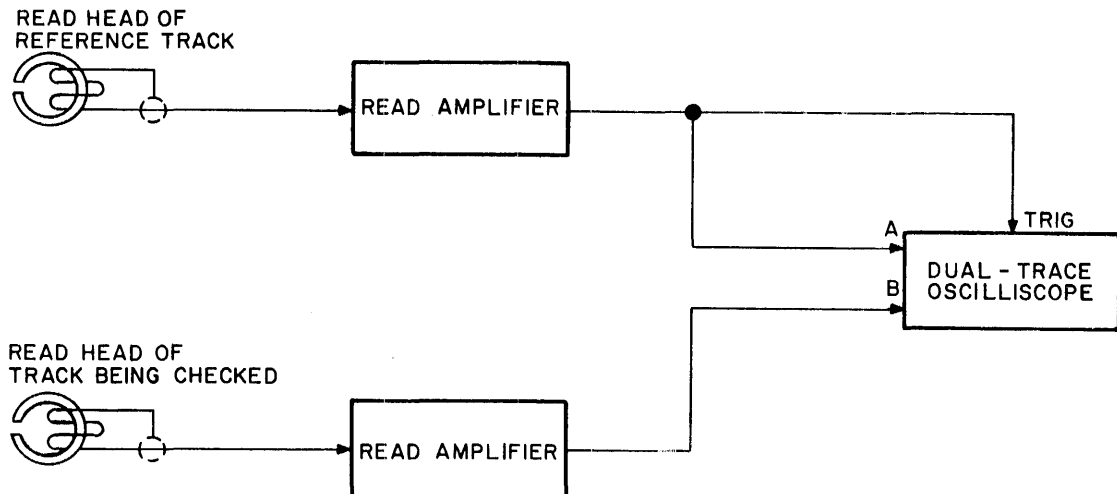 READ HEAD OF
REFERENCE TRACK
READ AMPLIFIER
TRIG
A
DUAL-TRACE
OSCILLISCOPE
B
READ HEAD OF
TRACK BEING CHECKED
READ AMPLIFIER